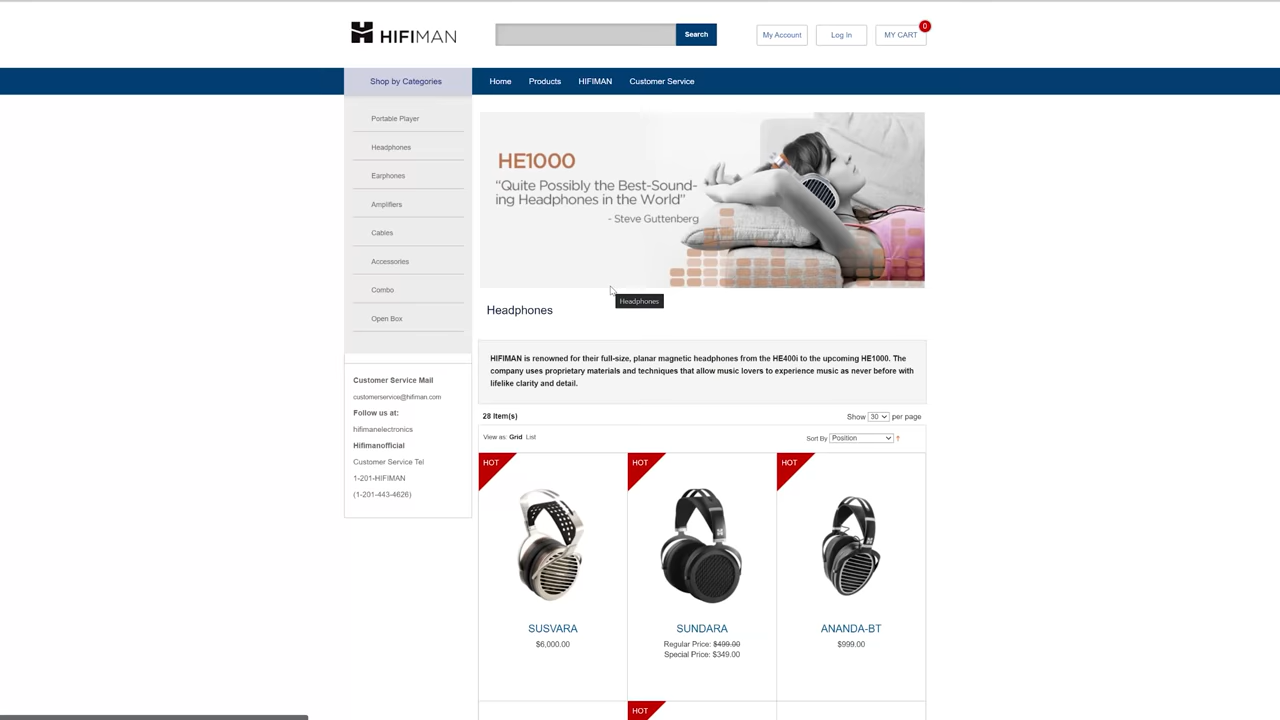 HIFIMAN
Search
My Account
Log In
MY CART
0
Shop by Categories
Home
Products
HIFIMAN
Customer Service
Portable Player
Headphones
Earphones
Amplifiers
Cables
Accessories
Combo
Open Box
Customer Service Mail
customerservice@hifiman.com
Follow us at:
hifimanelectronics
Hifimanofficial
Customer Service Tel
1-201-HIFIMAN
(1-201-443-4626)
HE1000
“Quite Possibly the Best-Sound-
ing Headphones in the World”
- Steve Guttenberg
Headphones
Headphones
HIFIMAN is renowned for their full-size, planar magnetic headphones from the HE400i to the upcoming HE1000. The
company uses proprietary materials and techniques that allow music lovers to experience music as never before with
lifelike clarity and detail.
28 Item(s)
Show 30 per page
View as: Grid List
Sort By Position
HOT
HOT
HOT
SUSVARA
$6,000.00
SUNDARA
Regular Price: $499.00
Special Price: $349.00
ANANDA-BT
$999.00
HOT